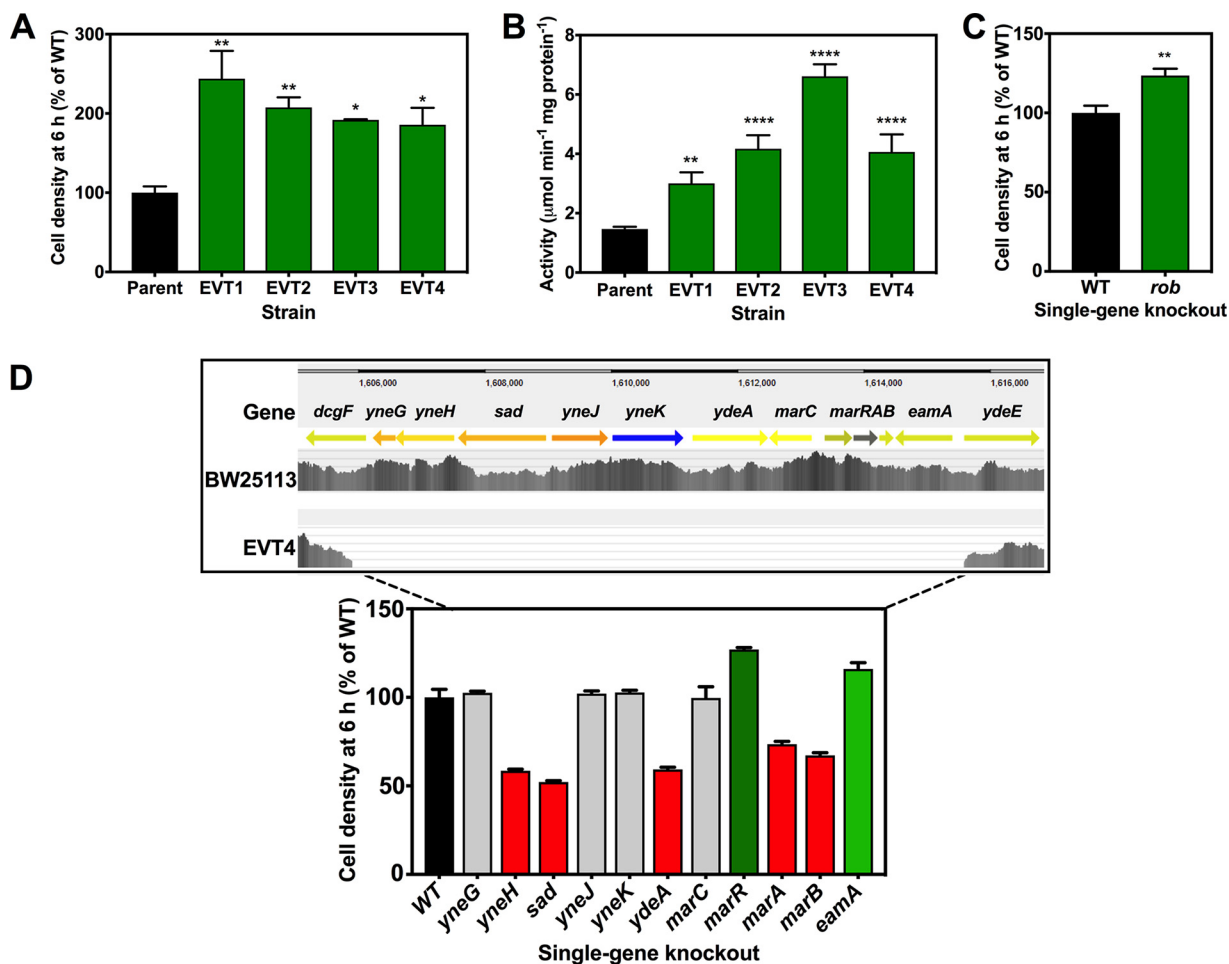 A
Cell density at 6 h (% of WT)
300
200
100
0
**
**
*
*
Parent EVT1 EVT2 EVT3 EVT4
Strain
B
Activity (μmol min⁻¹ mg protein⁻¹)
8
6
4
2
0
**
****
****
****
Parent EVT1 EVT2 EVT3 EVT4
Strain
C
Cell density at 6 h (% of WT)
150
100
50
0
**
WT rob
Single-gene knockout
D
1,606,000 1,608,000 1,610,000 1,612,000 1,614,000 1,616,000
Gene dcgF yneG yneH sad yneJ yneK ydeA marC marRAB eamA ydeE
BW25113
EVT4
Cell density at 6 h (% of WT)
150
100
50
0
WT yneG yneH sad yneJ yneK ydeA marC marR marA marB eamA
Single-gene knockout